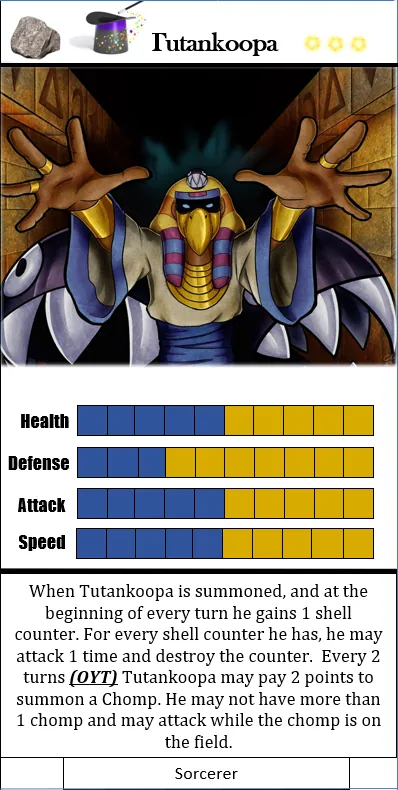 Tutankoopa
Health
Defense
Attack
Speed
When Tutankoopa is summoned, and at the
beginning of every turn he gains 1 shell
counter. For every shell counter he has, he may
attack 1 time and destroy the counter.  Every 2
turns (OYT) Tutankoopa may pay 2 points to
summon a Chomp. He may not have more than
1 chomp and may attack while the chomp is on
the field.
Sorcerer